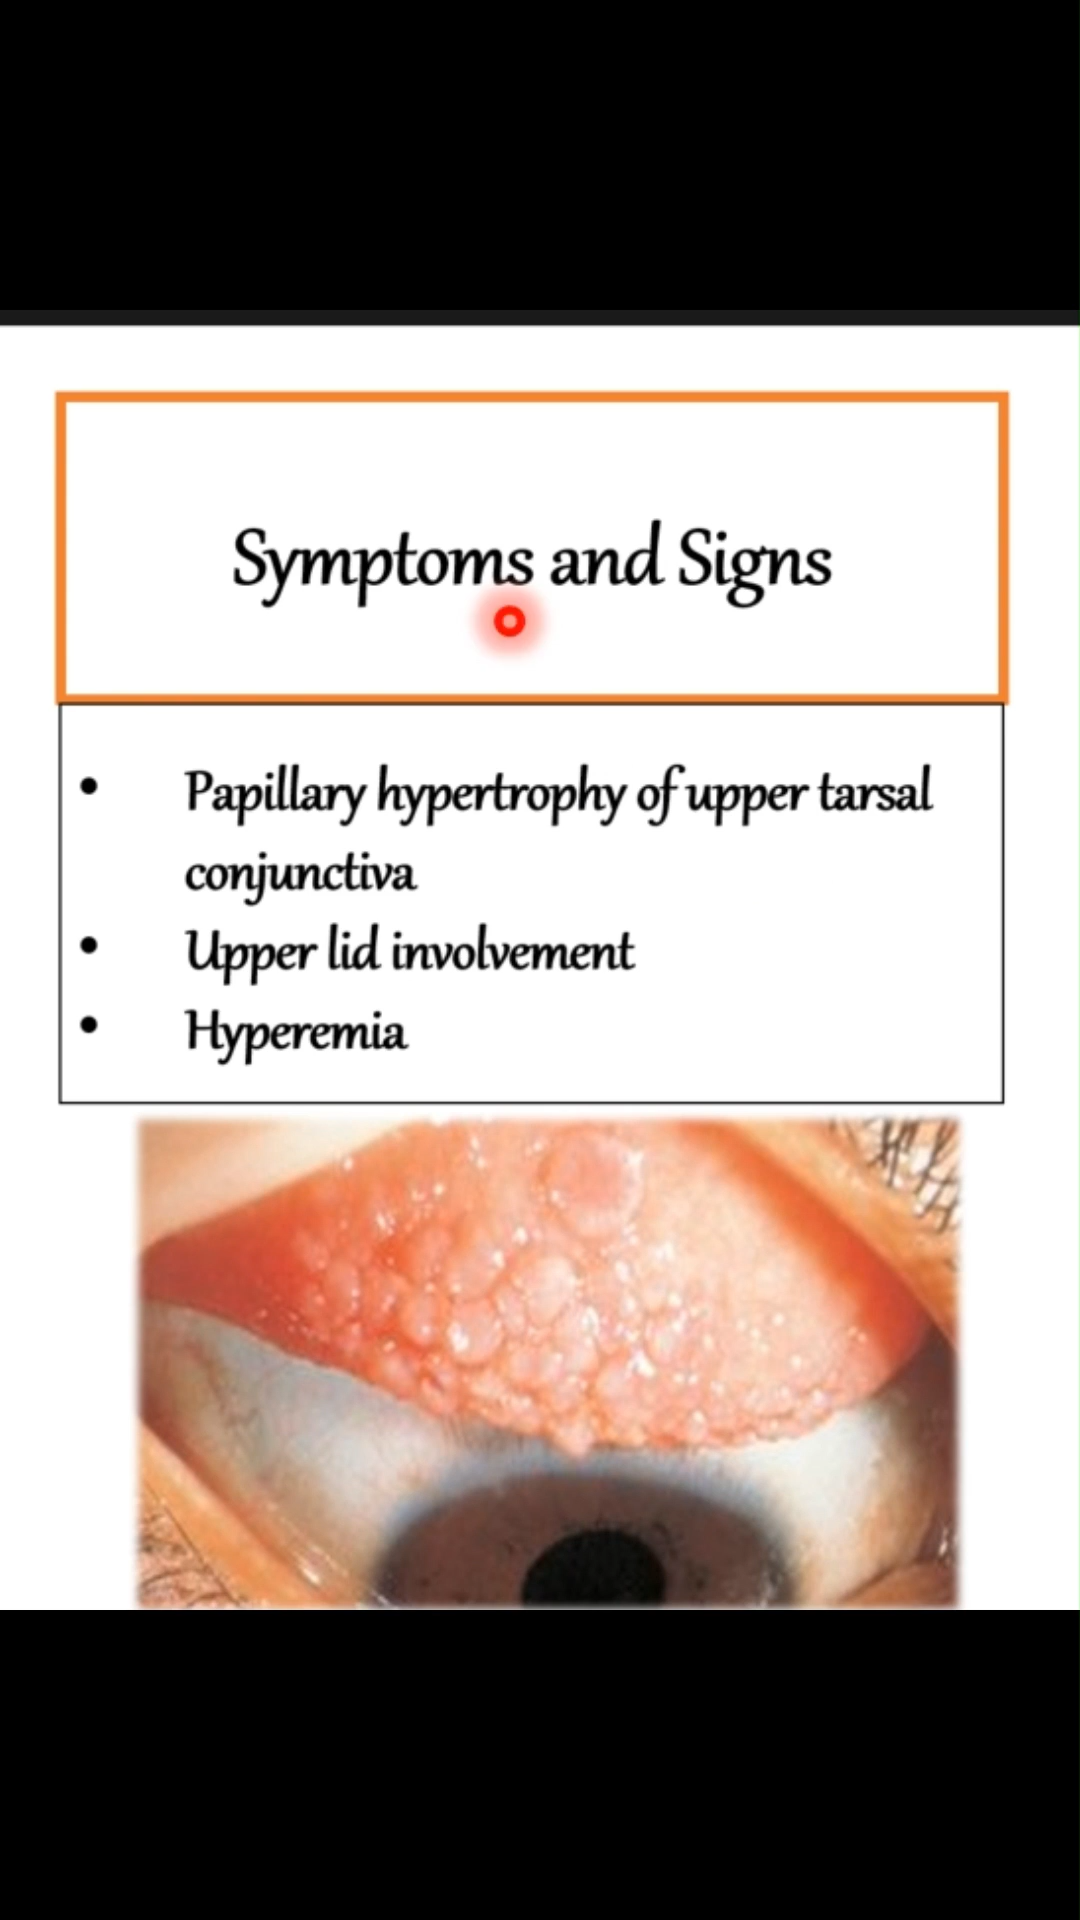 Symptoms and Signs
• Papillary hypertrophy of upper tarsal
conjunctiva
• Upper lid involvement
• Hyperemia